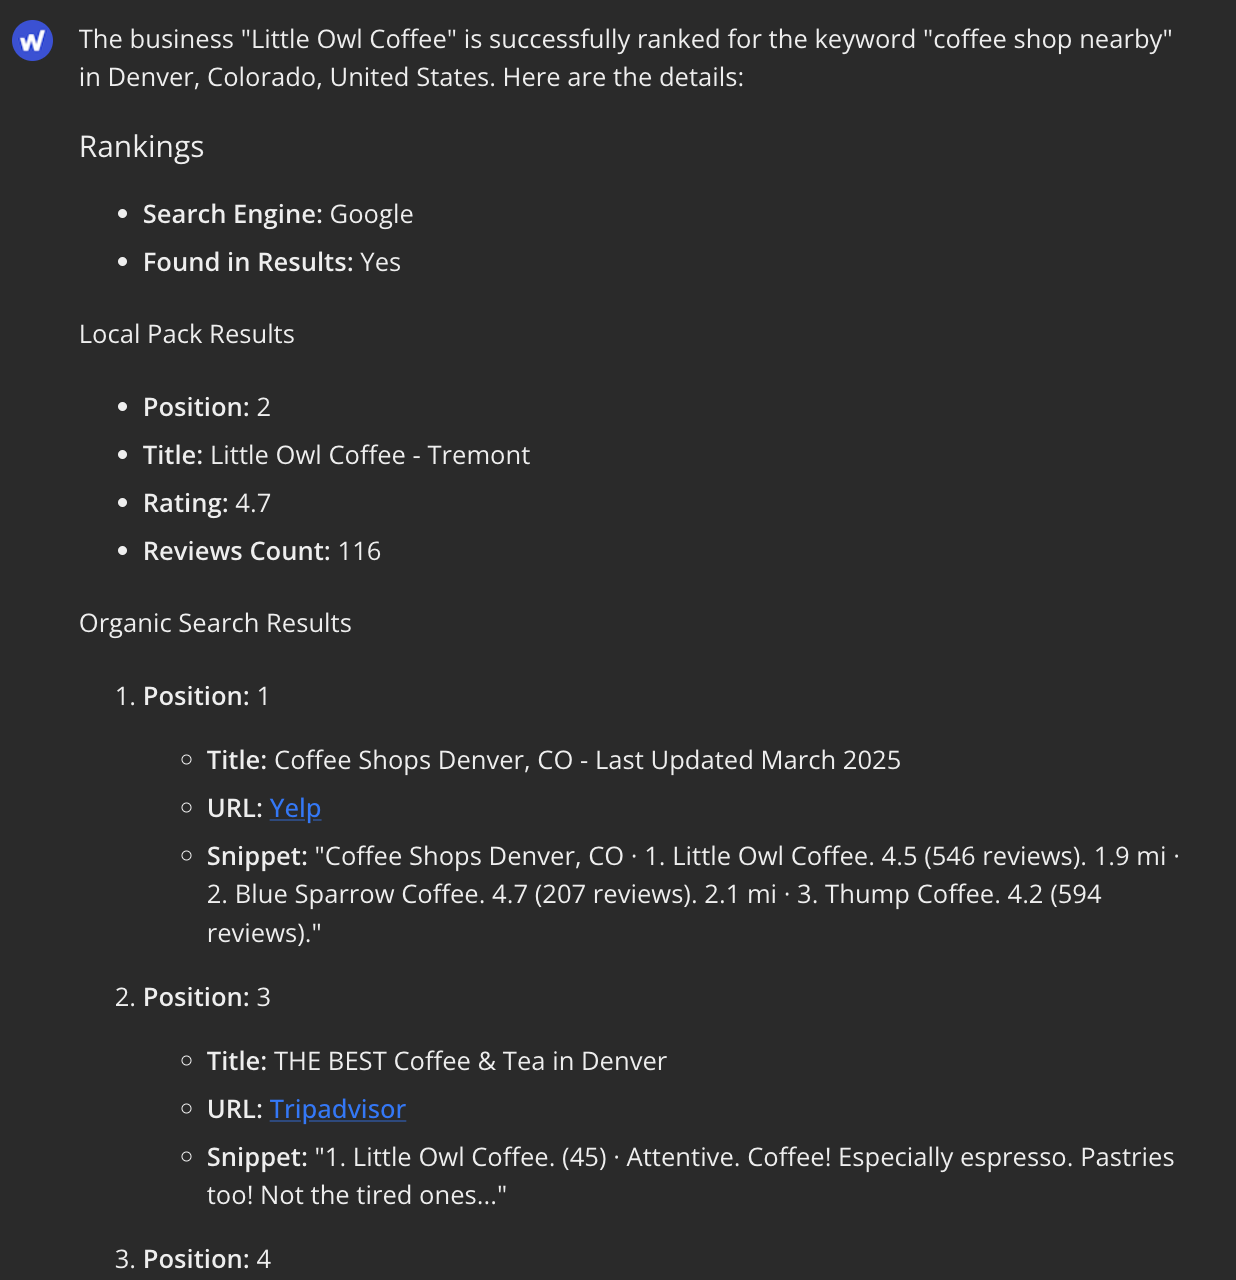 W
The business "Little Owl Coffee" is successfully ranked for the keyword "coffee shop nearby"
in Denver, Colorado, United States. Here are the details:
Rankings
• Search Engine: Google
• Found in Results: Yes
Local Pack Results
• Position: 2
• Title: Little Owl Coffee - Tremont
• Rating: 4.7
• Reviews Count: 116
Organic Search Results
1. Position: 1
◦ Title: Coffee Shops Denver, CO - Last Updated March 2025
◦ URL: Yelp
◦ Snippet: "Coffee Shops Denver, CO · 1. Little Owl Coffee. 4.5 (546 reviews). 1.9 mi ·
2. Blue Sparrow Coffee. 4.7 (207 reviews). 2.1 mi · 3. Thump Coffee. 4.2 (594
reviews)."
2. Position: 3
◦ Title: THE BEST Coffee & Tea in Denver
◦ URL: Tripadvisor
◦ Snippet: "1. Little Owl Coffee. (45) · Attentive. Coffee! Especially espresso. Pastries
too! Not the tired ones..."
3. Position: 4